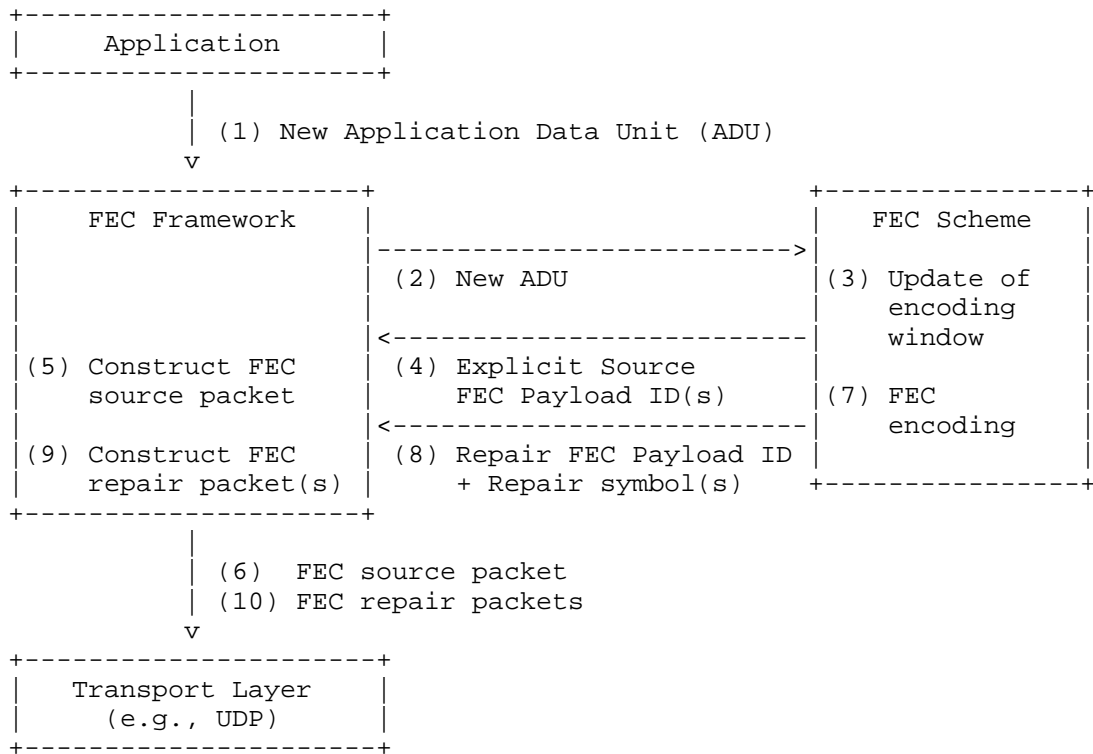 Application
(1) New Application Data Unit (ADU)
FEC Framework
FEC Scheme
(2) New ADU
(3) Update of
encoding
window
(5) Construct FEC
source packet
(4) Explicit Source
FEC Payload ID(s)
(7) FEC
encoding
(9) Construct FEC
repair packet(s)
(8) Repair FEC Payload ID
+ Repair symbol(s)
(6) FEC source packet
(10) FEC repair packets
Transport Layer
(e.g., UDP)